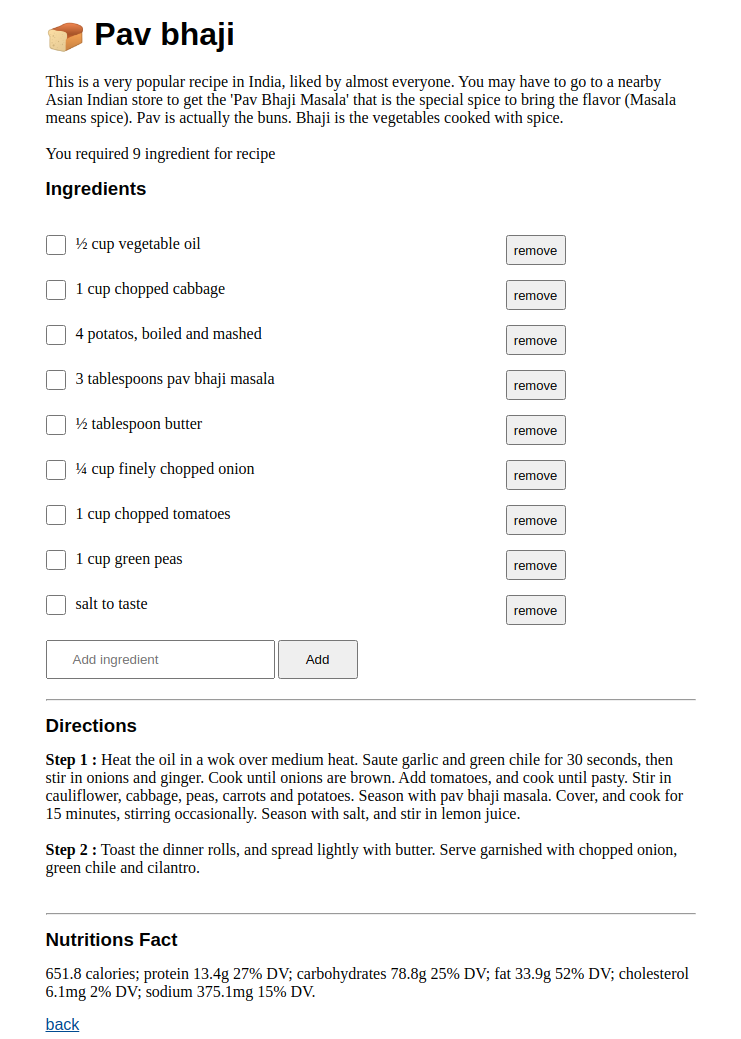 Pav bhaji
This is a very popular recipe in India, liked by almost everyone. You may have to go to a nearby
Asian Indian store to get the 'Pav Bhaji Masala' that is the special spice to bring the flavor (Masala
means spice). Pav is actually the buns. Bhaji is the vegetables cooked with spice.
You required 9 ingredient for recipe
Ingredients
½ cup vegetable oil remove
1 cup chopped cabbage remove
4 potatos, boiled and mashed remove
3 tablespoons pav bhaji masala remove
½ tablespoon butter remove
¼ cup finely chopped onion remove
1 cup chopped tomatoes remove
1 cup green peas remove
salt to taste remove
Add ingredient Add
Directions
Step 1 : Heat the oil in a wok over medium heat. Saute garlic and green chile for 30 seconds, then
stir in onions and ginger. Cook until onions are brown. Add tomatoes, and cook until pasty. Stir in
cauliflower, cabbage, peas, carrots and potatoes. Season with pav bhaji masala. Cover, and cook for
15 minutes, stirring occasionally. Season with salt, and stir in lemon juice.
Step 2 : Toast the dinner rolls, and spread lightly with butter. Serve garnished with chopped onion,
green chile and cilantro.
Nutritions Fact
651.8 calories; protein 13.4g 27% DV; carbohydrates 78.8g 25% DV; fat 33.9g 52% DV; cholesterol
6.1mg 2% DV; sodium 375.1mg 15% DV.
back